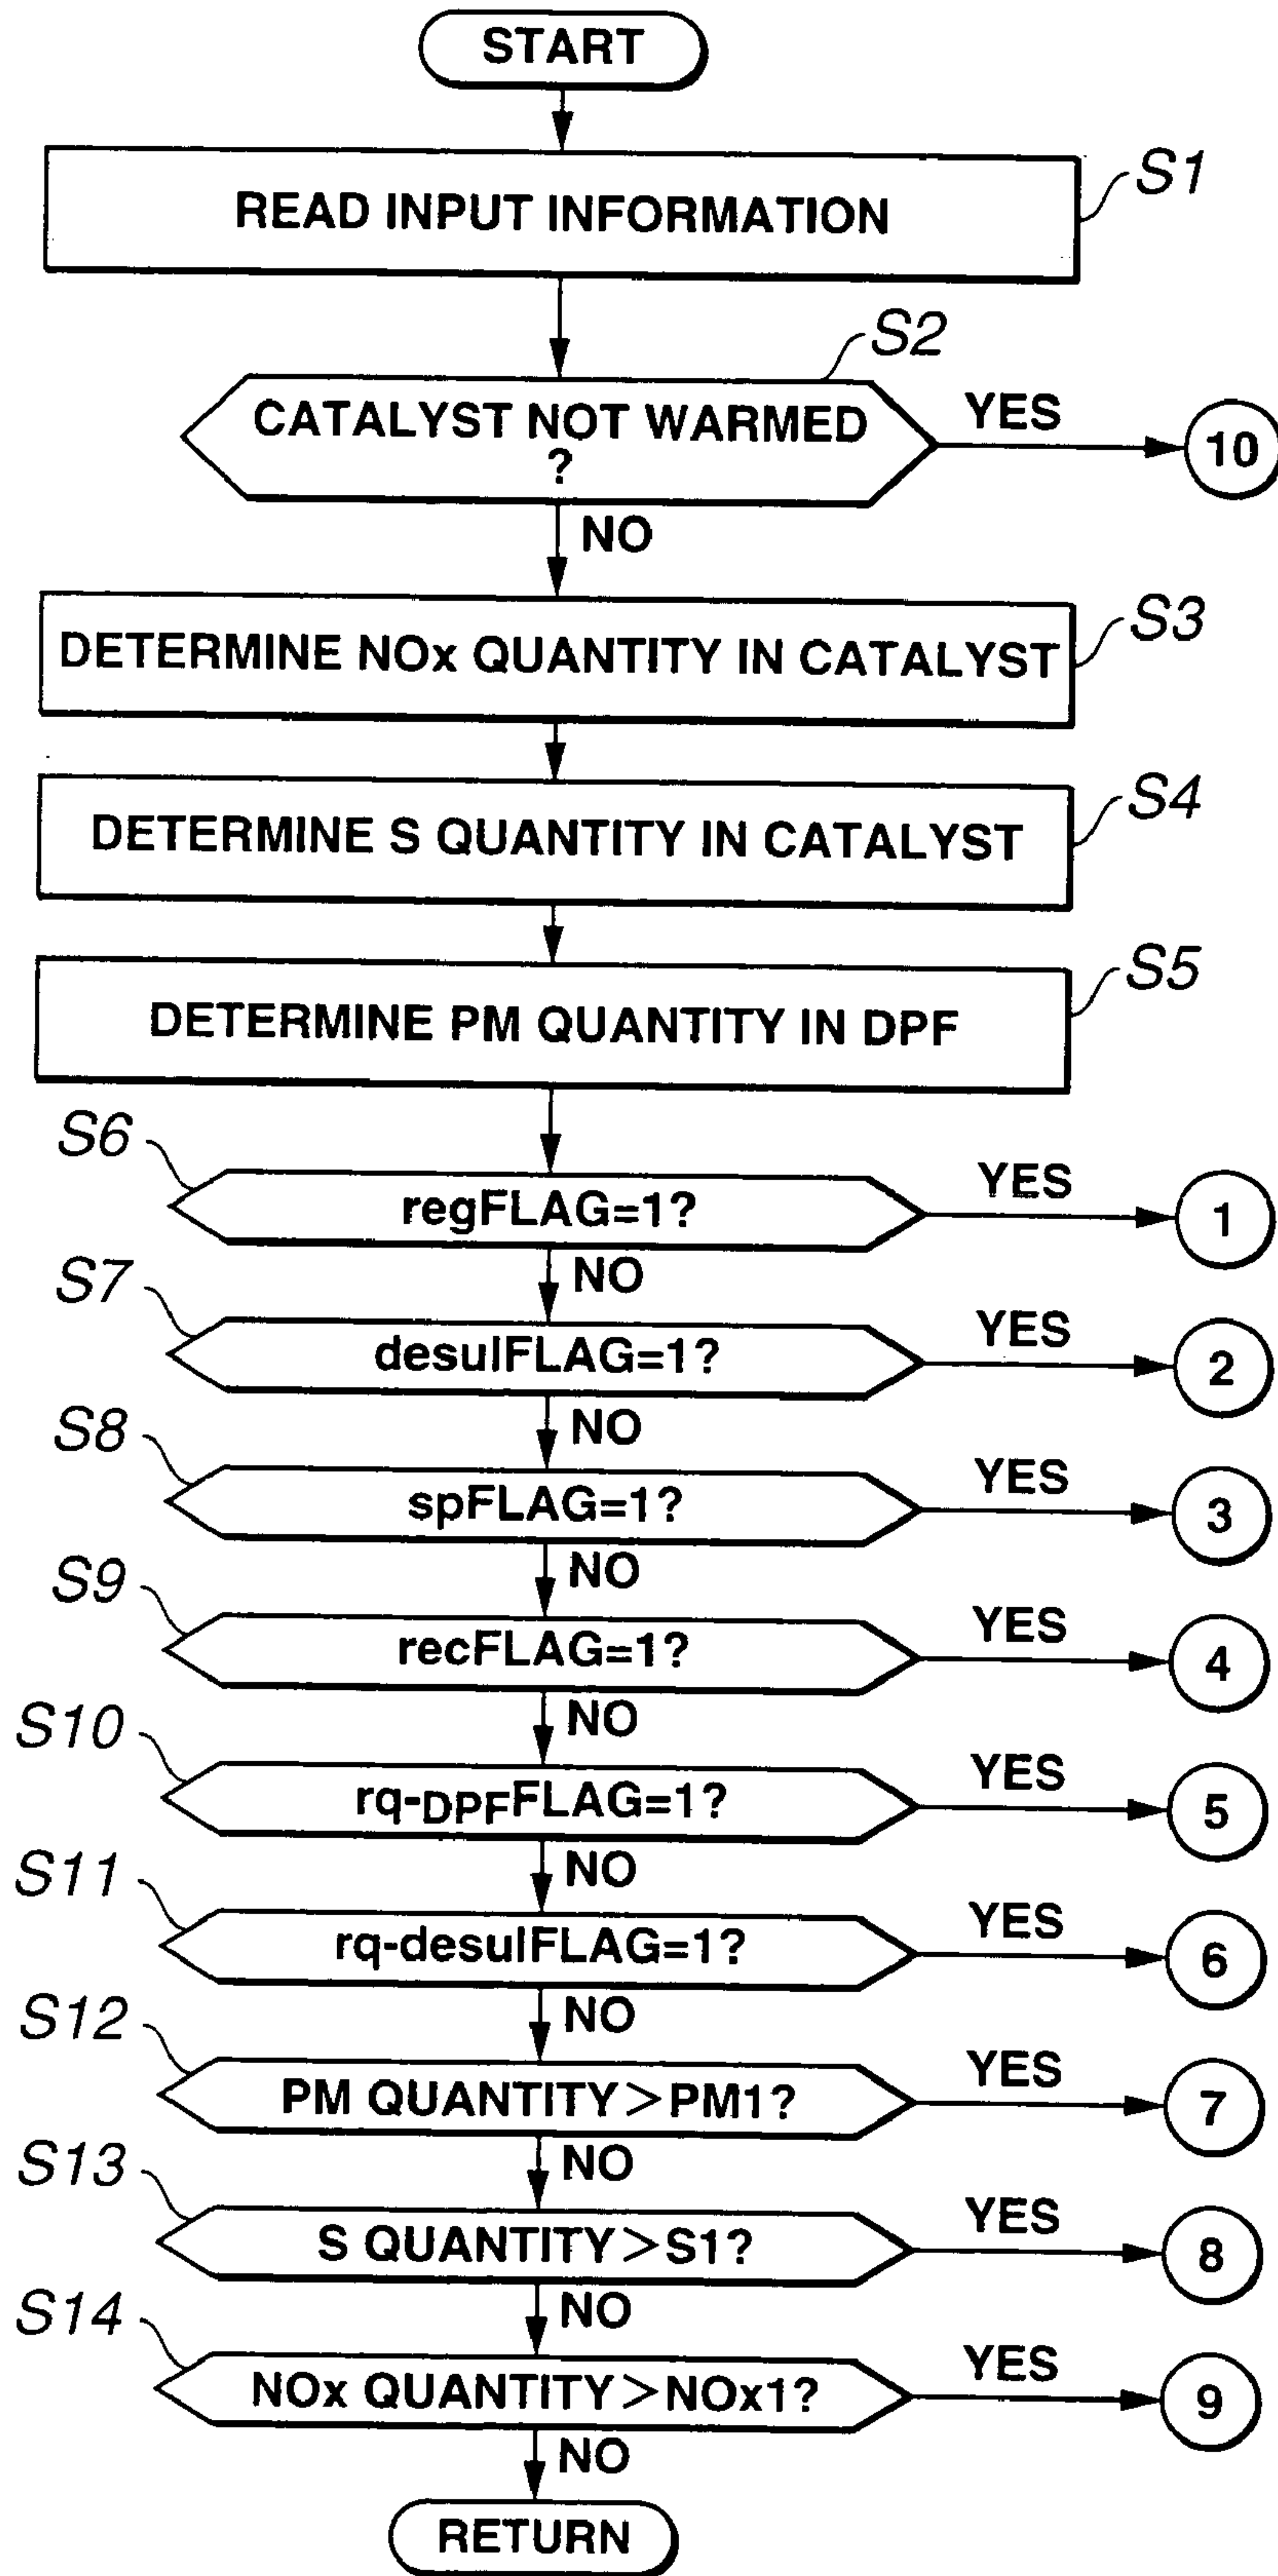 START
READ INPUT INFORMATION
S1
S2
CATALYST NOT WARMED
?
YES
10
NO
S3
DETERMINE NOx QUANTITY IN CATALYST
S4
DETERMINE S QUANTITY IN CATALYST
S5
DETERMINE PM QUANTITY IN DPF
S6
regFLAG=1?
YES
1
NO
S7
desulFLAG=1?
YES
2
NO
S8
spFLAG=1?
YES
3
NO
S9
recFLAG=1?
YES
4
NO
S10
rq-DPFFLAG=1?
YES
5
NO
S11
rq-desulFLAG=1?
YES
6
NO
S12
PM QUANTITY>PM1?
YES
7
NO
S13
S QUANTITY>S1?
YES
8
NO
S14
NOx QUANTITY>NOx1?
YES
9
NO
RETURN